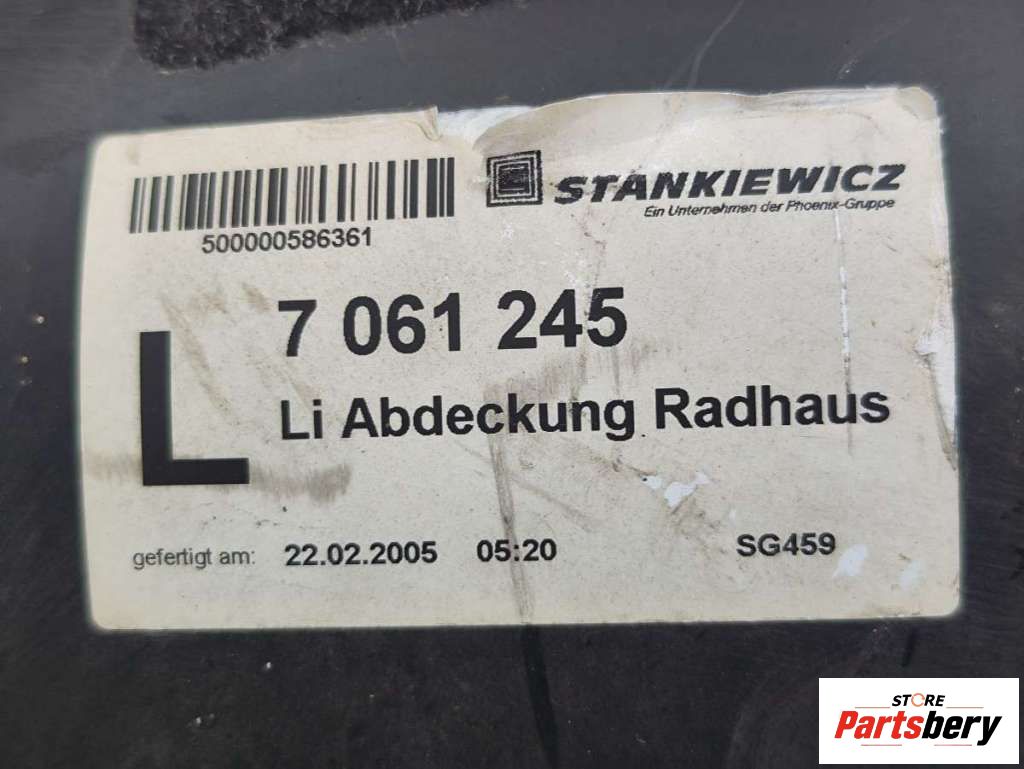 STANKIEWICZ
Ein Unternehmen der Phoenix-Gruppe
500000586361
7 061 245
L
Li Abdeckung Radhaus
gefertigt am: 22.02.2005 05:20 SG459
STORE
Partsbery